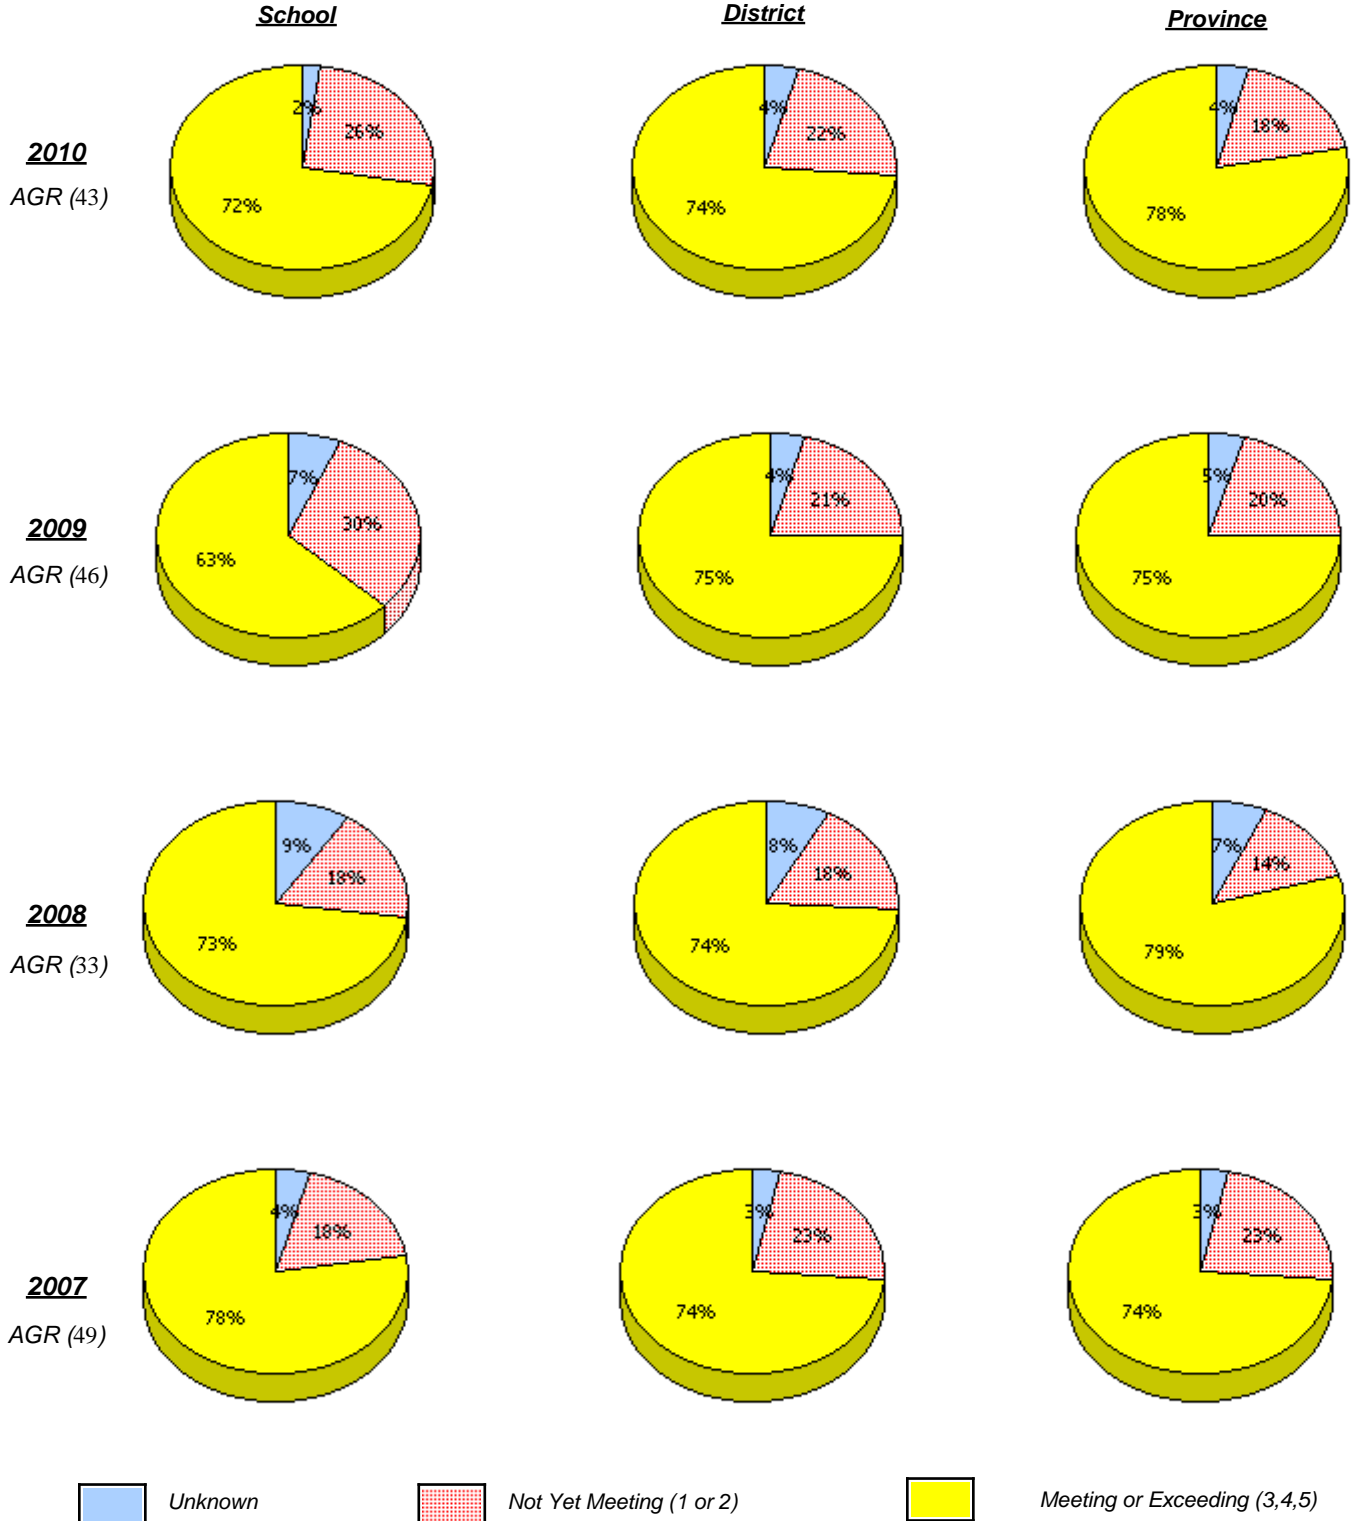 School District Province
2010
AGR (43)
2% 26% 72%
4% 22% 74%
4% 18% 78%
2009
AGR (46)
7% 30% 63%
4% 21% 75%
5% 20% 75%
2008
AGR (33)
9% 18% 73%
8% 18% 74%
7% 14% 79%
2007
AGR (49)
4% 18% 78%
3% 23% 74%
3% 23% 74%
Unknown Not Yet Meeting (1 or 2) Meeting or Exceeding (3,4,5)